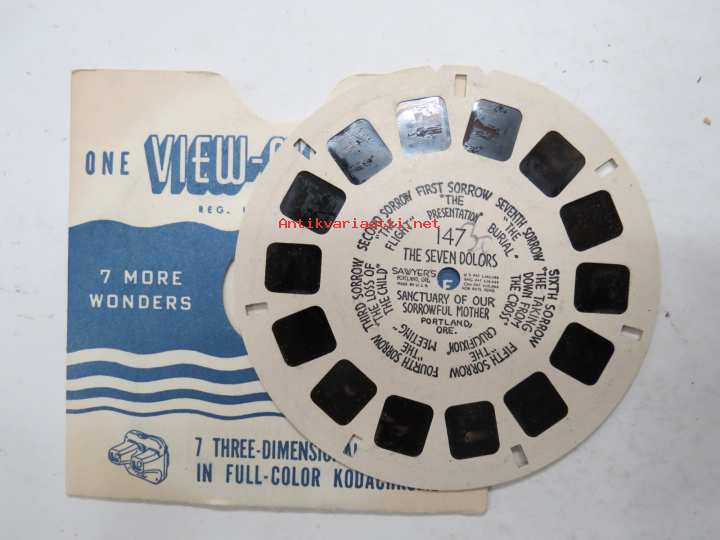 ONE VIEW-
REG.
7 MORE
WONDERS
7 THREE-DIMENSIONAL
IN FULL-COLOR KODACHROME
Antikvariaatti.net
FIRST SORROW
"THE
PRESENTATION"
SECOND SORROW
"THE
FLIGHT"
THIRD SORROW
"THE LOSS OF
THE CHILD"
FOURTH SORROW
"THE
MEETING"
FIFTH SORROW
"THE
CRUCIFIXION"
SIXTH SORROW
"THE TAKING
DOWN FROM
THE CROSS"
SEVENTH SORROW
"THE
BURIAL"
147
THE SEVEN DOLORS
SAWYER'S
PORTLAND, ORE.
MADE IN U.S.A.
SANCTUARY OF OUR
SORROWFUL MOTHER
PORTLAND,
ORE.